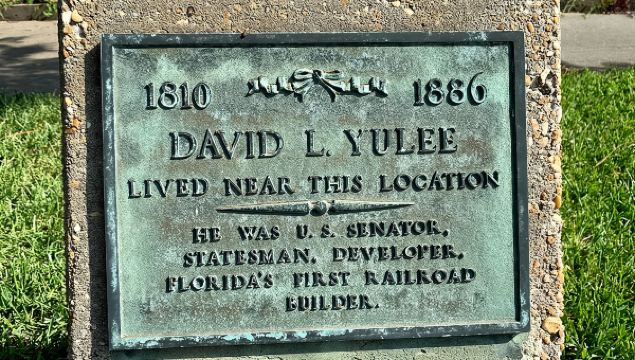 1810 1886
DAVID L. YULEE
LIVED NEAR THIS LOCATION
HE WAS U.S. SENATOR,
STATESMAN, DEVELOPER,
FLORIDA'S FIRST RAILROAD
BUILDER.